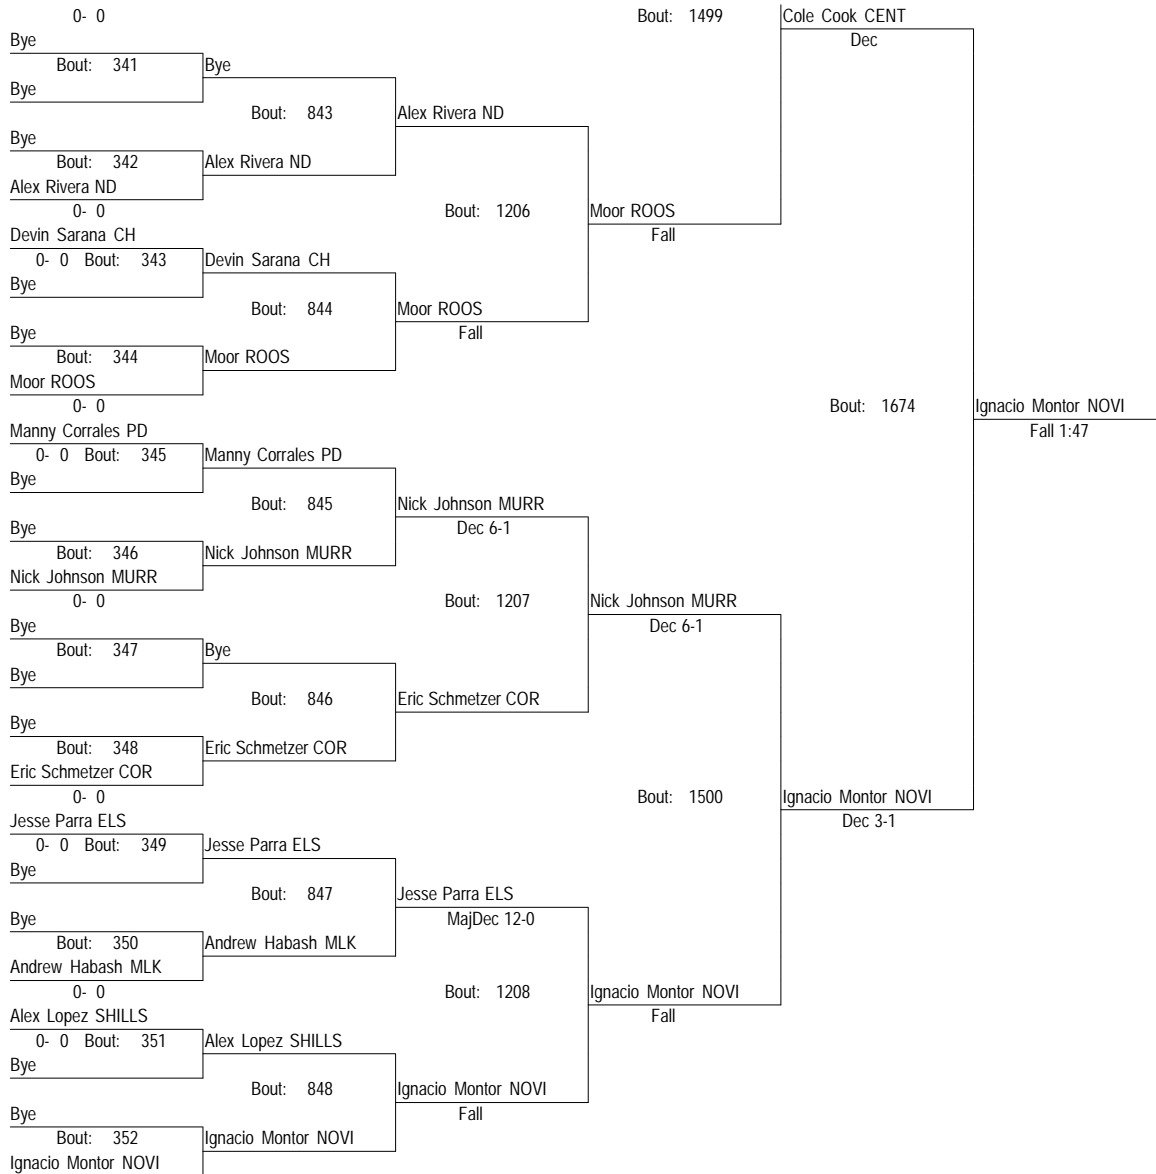 0- 0
Bout: 1499
Cole Cook CENT
Bye
Dec
Bout: 341
Bye
Bye
Bout: 843
Alex Rivera ND
Bye
Bout: 342
Alex Rivera ND
Alex Rivera ND
0- 0
Bout: 1206
Moor ROOS
Devin Sarana CH
Fall
0- 0 Bout: 343
Devin Sarana CH
Bye
Bout: 844
Moor ROOS
Bye
Fall
Bout: 344
Moor ROOS
Moor ROOS
0- 0
Bout: 1674
Ignacio Montor NOVI
Manny Corrales PD
Fall 1:47
0- 0 Bout: 345
Manny Corrales PD
Bye
Bout: 845
Nick Johnson MURR
Bye
Dec 6-1
Bout: 346
Nick Johnson MURR
Nick Johnson MURR
0- 0
Bout: 1207
Nick Johnson MURR
Bye
Dec 6-1
Bout: 347
Bye
Bye
Bout: 846
Eric Schmetzer COR
Bye
Bout: 348
Eric Schmetzer COR
Eric Schmetzer COR
0- 0
Bout: 1500
Ignacio Montor NOVI
Jesse Parra ELS
Dec 3-1
0- 0 Bout: 349
Jesse Parra ELS
Bye
Bout: 847
Jesse Parra ELS
Bye
MajDec 12-0
Bout: 350
Andrew Habash MLK
Andrew Habash MLK
0- 0
Bout: 1208
Ignacio Montor NOVI
Alex Lopez SHILLS
Fall
0- 0 Bout: 351
Alex Lopez SHILLS
Bye
Bout: 848
Ignacio Montor NOVI
Bye
Fall
Bout: 352
Ignacio Montor NOVI
Ignacio Montor NOVI